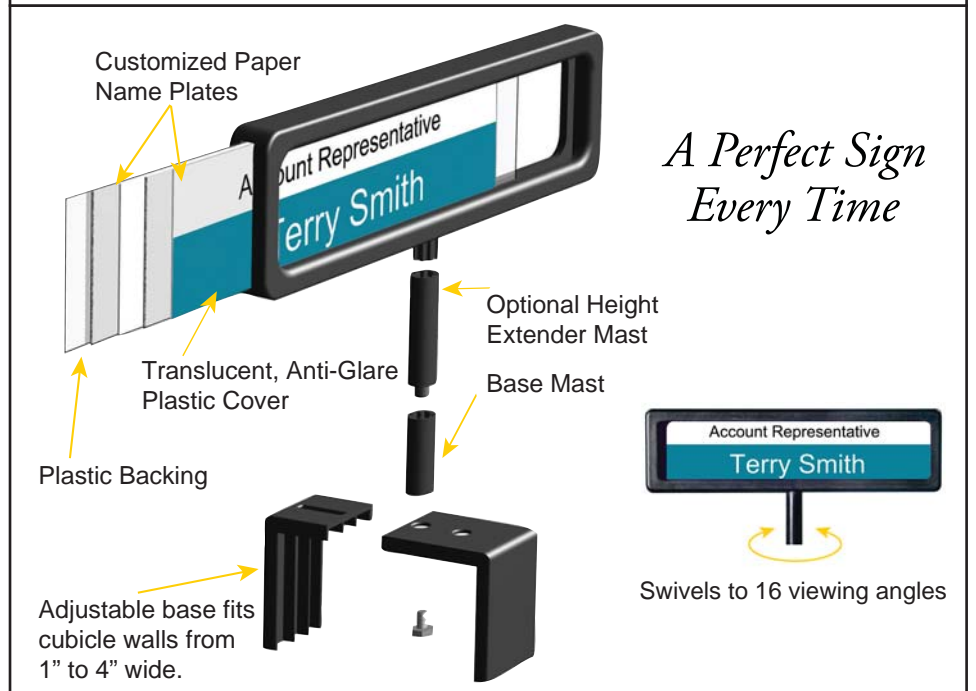 Customized Paper
Name Plates
A Perfect Sign
Every Time
Account Representative
Terry Smith
Optional Height
Extender Mast
Translucent, Anti-Glare
Plastic Cover
Base Mast
Plastic Backing
Account Representative
Terry Smith
Swivels to 16 viewing angles
Adjustable base fits
cubicle walls from
1” to 4” wide.